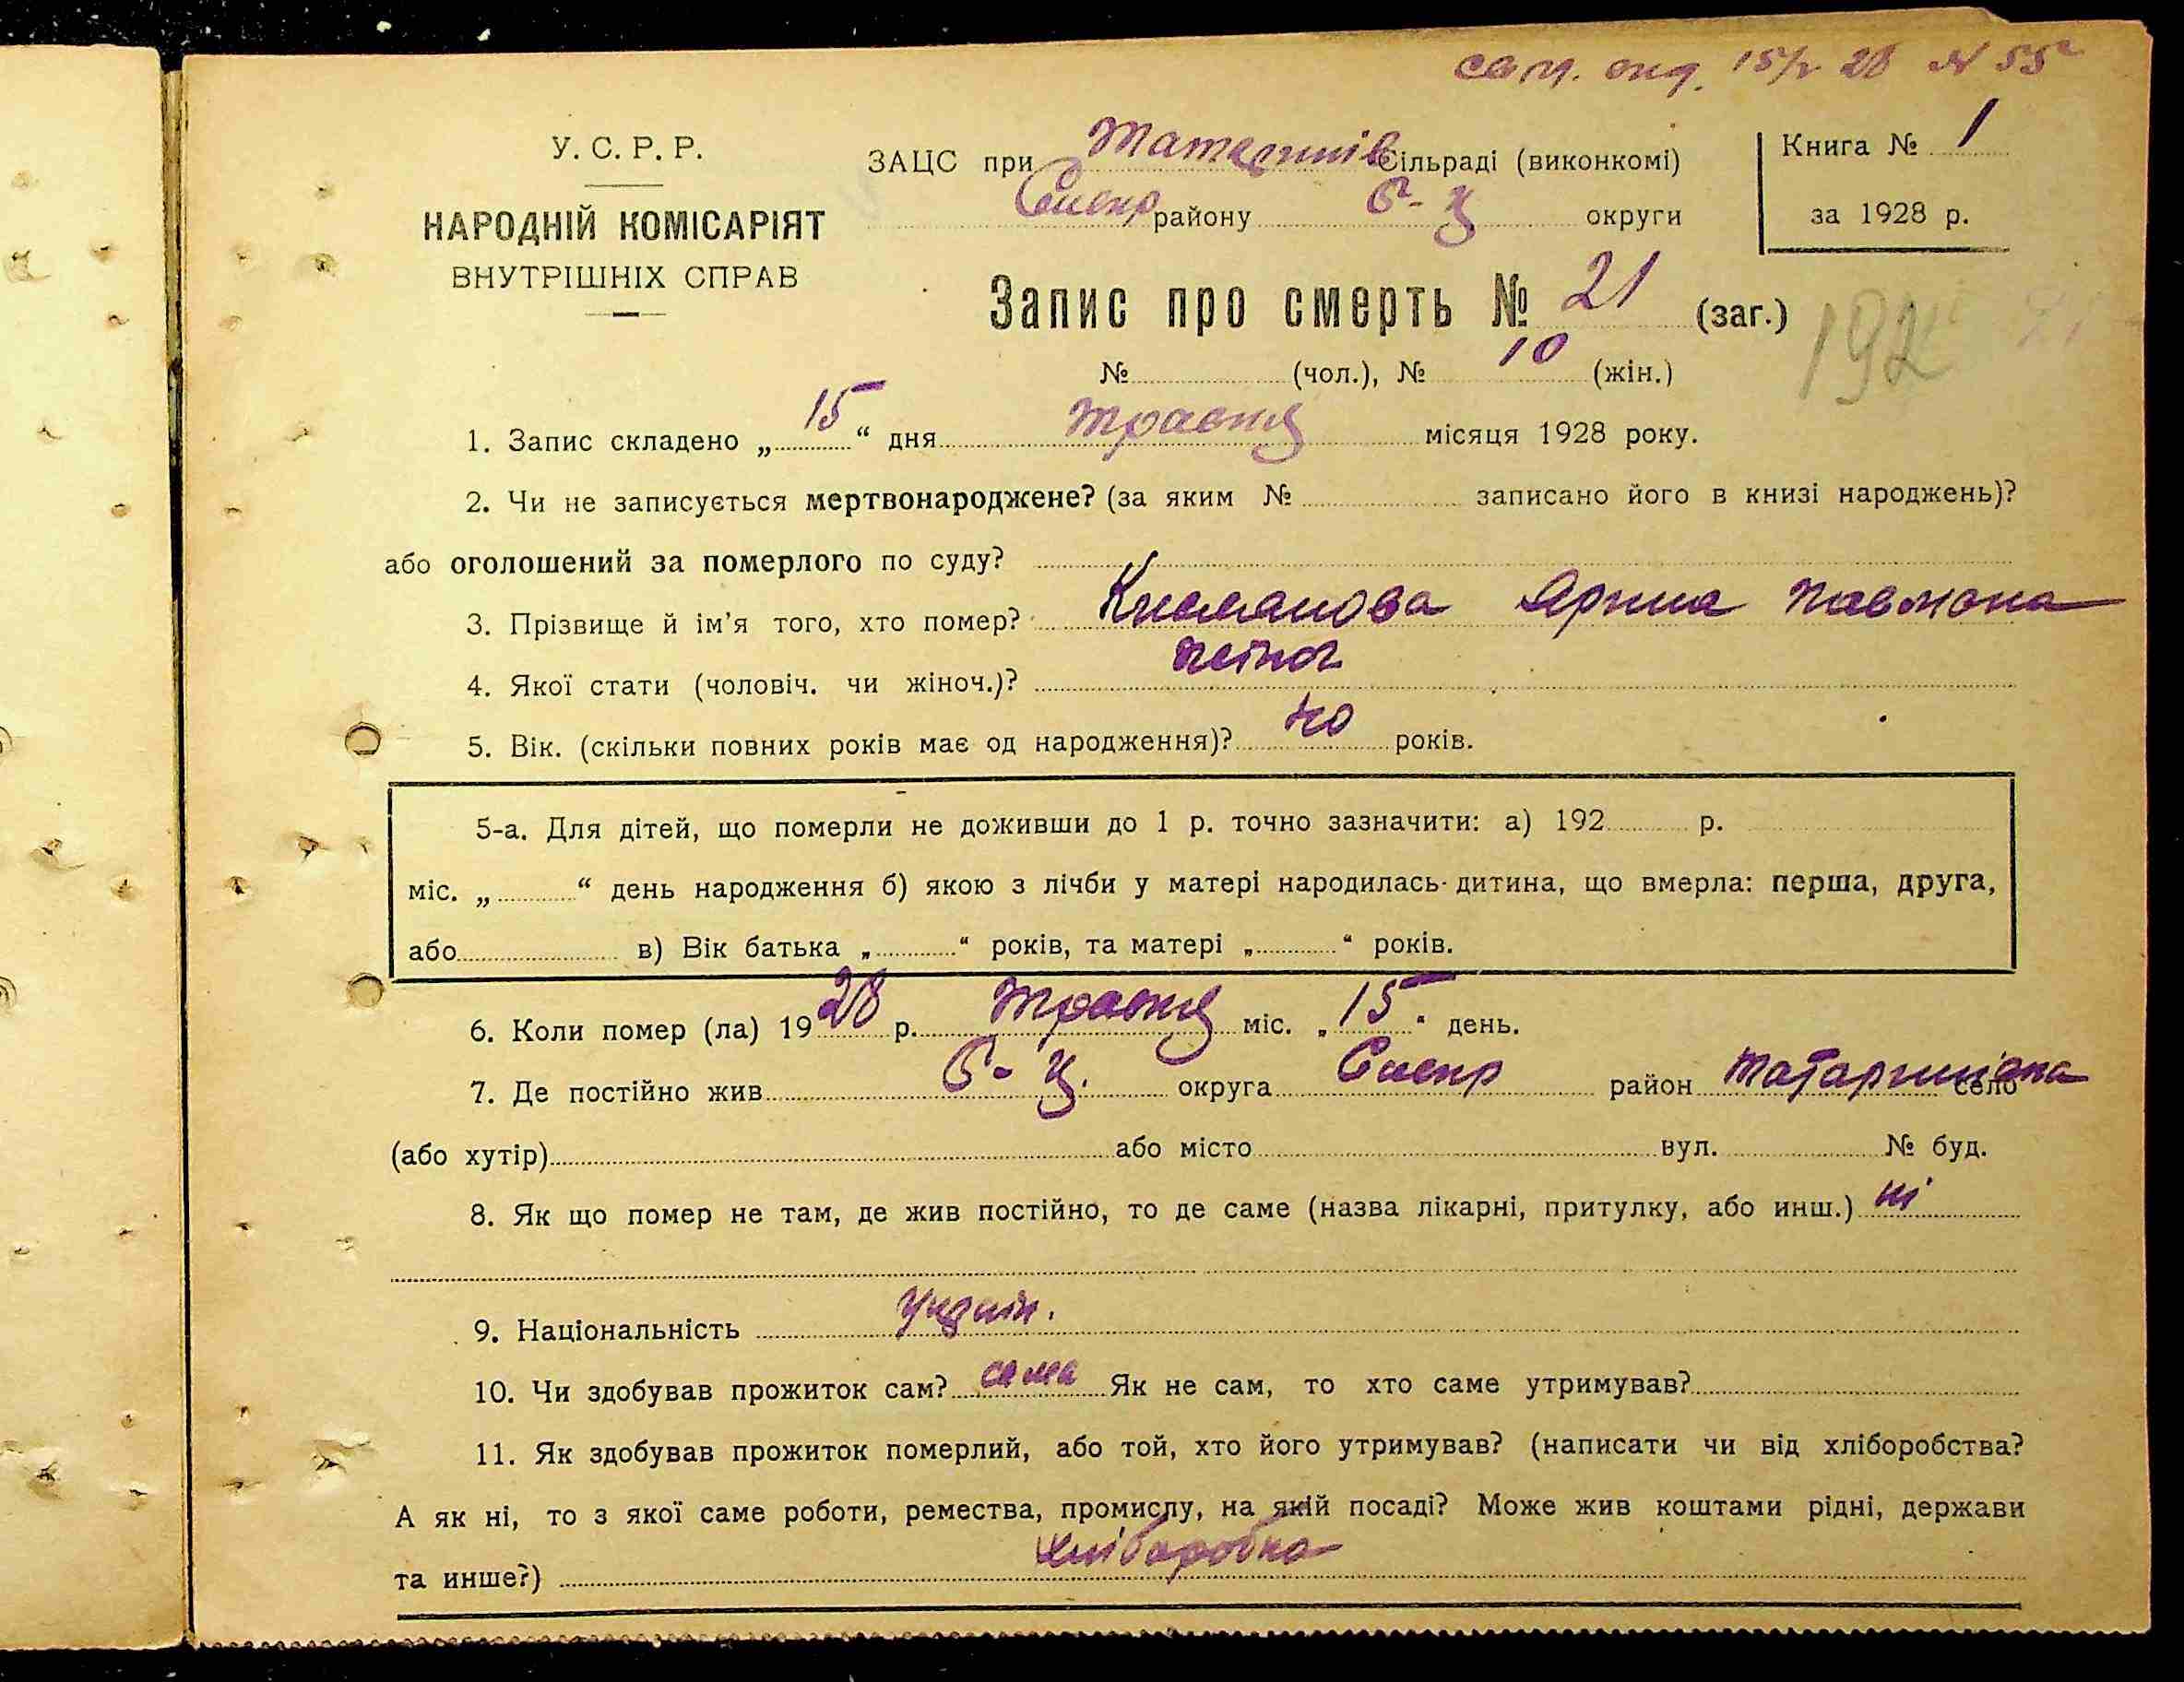 15/V 28 № 55
У. С. Р. Р.
ЗАЦС при Сільраді (виконкомі)
Книга № 1
району Б-Ц округи
за 1928 р.
НАРОДНІЙ КОМІСАРІЯТ
ВНУТРІШНІХ СПРАВ
Запис про смерть № 21 (заг.)
192
№ (чол.), № 10 (жін.)
1. Запис складено „ 15 “ дня травня місяця 1928 року.
2. Чи не записується мертвонароджене? (за яким № записано його в книзі народжень)?
або оголошений за померлого по суду?
3. Прізвище й ім’я того, хто помер? Ярина
4. Якої стати (чоловіч. чи жіноч.)?
5. Вік. (скільки повних років має од народження)? 40 років.
5-а. Для дітей, що померли не доживши до 1 р. точно зазначити: а) 192 р.
міс. „ “ день народження б) якою з лічби у матері народилась дитина, що вмерла: перша, друга,
або в) Вік батька „ “ років, та матері „ “ років.
6. Коли помер (ла) 19 28 р. травня міс. „ 15 “ день.
7. Де постійно жив Б-Ц. округа район село
(або хутір) або місто вул. № буд.
8. Як що помер не там, де жив постійно, то де саме (назва лікарні, притулку, або инш.) ні
9. Національність Україн.
10. Чи здобував прожиток сам? сама Як не сам, то хто саме утримував?
11. Як здобував прожиток померлий, або той, хто його утримував? (написати чи від хліборобства?
А як ні, то з якої саме роботи, ремества, промислу, на якій посаді? Може жив коштами рідні, держави
та инше?) хліборобка